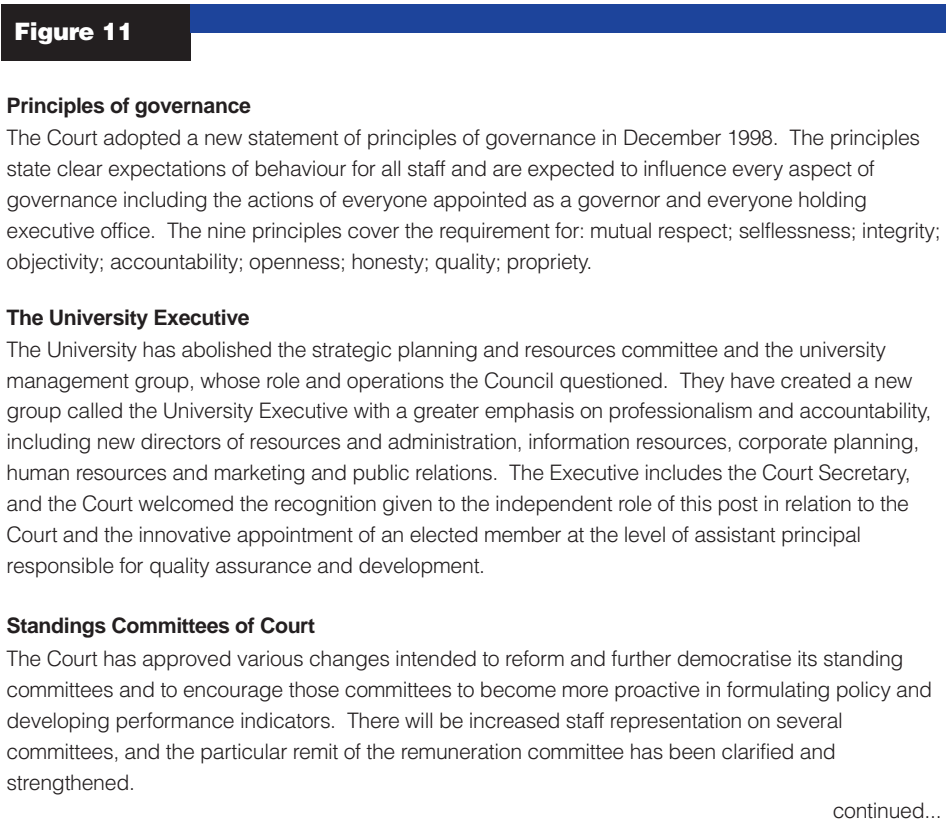 Figure 11
Principles of governance
The Court adopted a new statement of principles of governance in December 1998.  The principles
state clear expectations of behaviour for all staff and are expected to influence every aspect of
governance including the actions of everyone appointed as a governor and everyone holding
executive office.  The nine principles cover the requirement for: mutual respect; selflessness; integrity;
objectivity; accountability; openness; honesty; quality; propriety.
The University Executive
The University has abolished the strategic planning and resources committee and the university
management group, whose role and operations the Council questioned.  They have created a new
group called the University Executive with a greater emphasis on professionalism and accountability,
including new directors of resources and administration, information resources, corporate planning,
human resources and marketing and public relations.  The Executive includes the Court Secretary,
and the Court welcomed the recognition given to the independent role of this post in relation to the
Court and the innovative appointment of an elected member at the level of assistant principal
responsible for quality assurance and development.
Standings Committees of Court
The Court has approved various changes intended to reform and further democratise its standing
committees and to encourage those committees to become more proactive in formulating policy and
developing performance indicators.  There will be increased staff representation on several
committees, and the particular remit of the remuneration committee has been clarified and
strengthened.
continued...